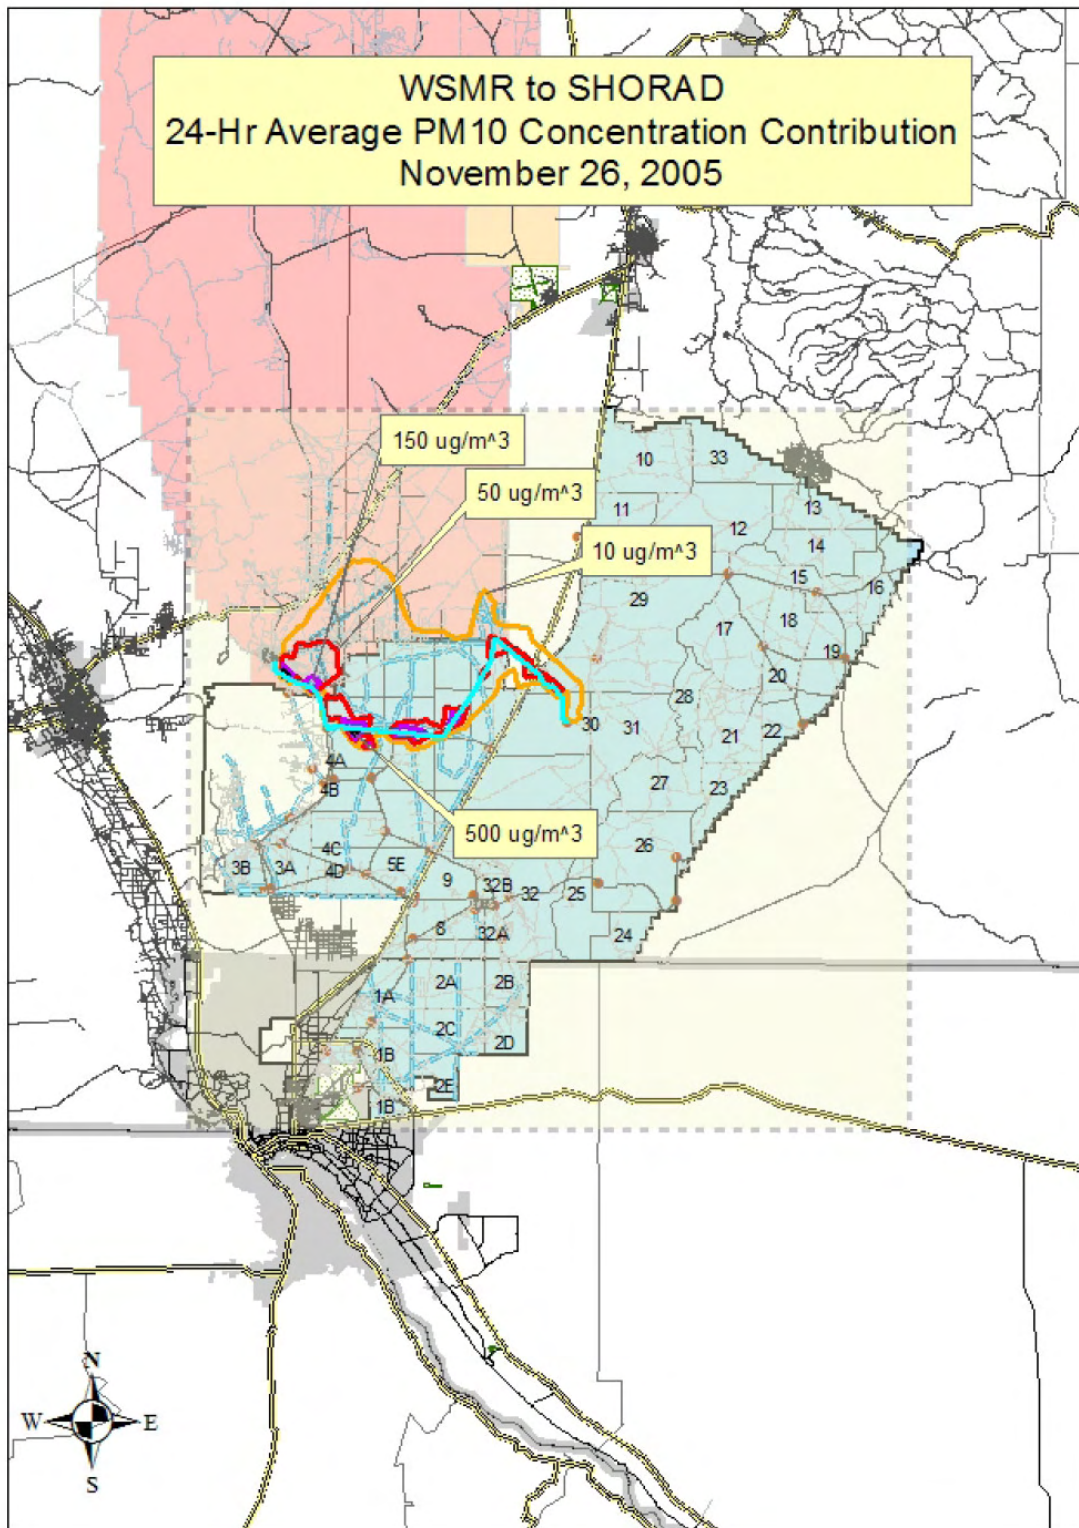 WSMR to SHORAD
24-Hr Average PM10 Concentration Contribution
November 26, 2005
150 ug/m^3
50 ug/m^3
10 ug/m^3
500 ug/m^3
10
33
11
13
12
14
15
16
29
17
18
19
20
28
30
31
21
22
27
23
4A
4B
4C
26
3B
3A
4D
5E
9
32B
32
25
8
32A
24
2A
2B
1A
2C
2D
1B
2E
1B
N
W
E
S